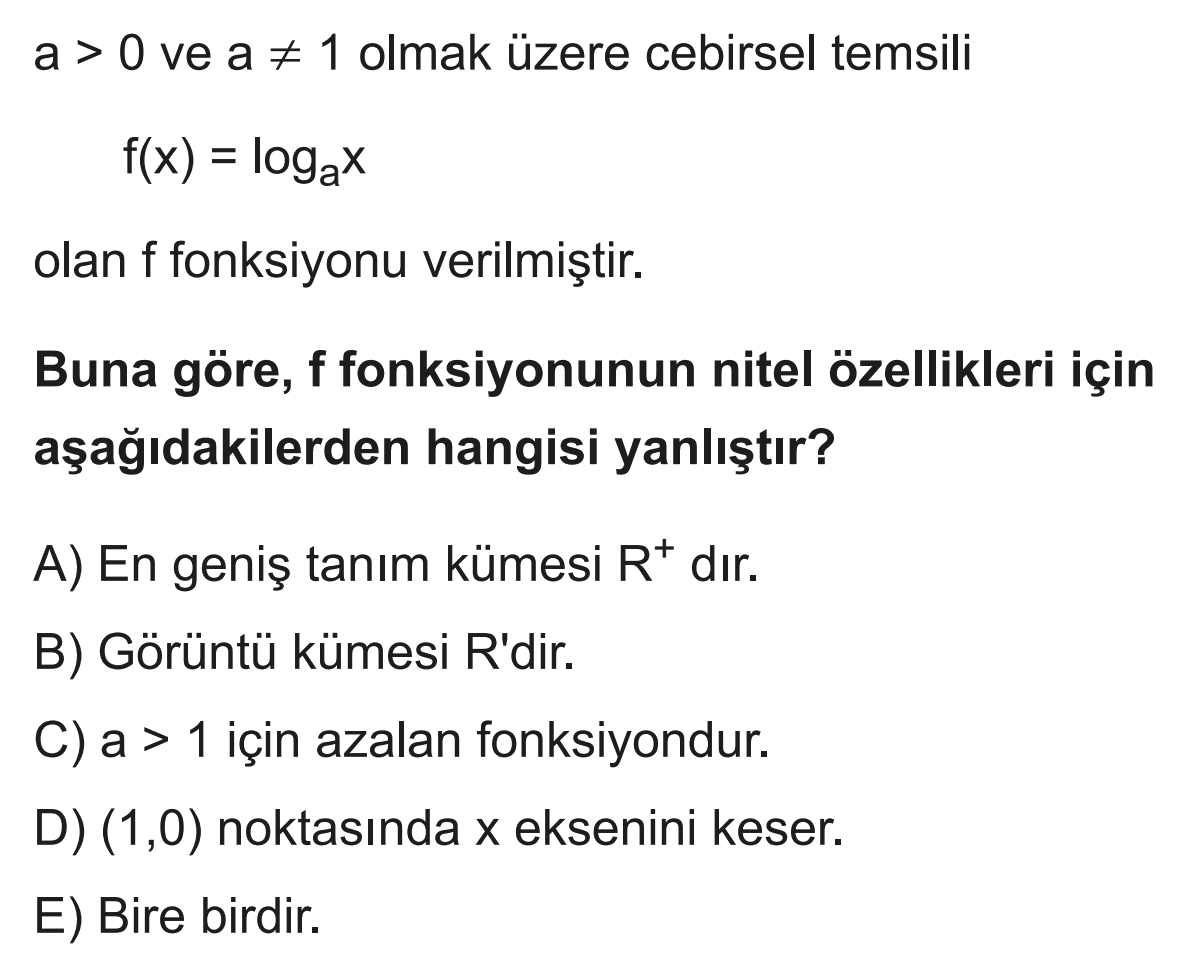 a > 0 ve a ≠ 1 olmak üzere cebirsel temsili
f(x) = logₐx
olan f fonksiyonu verilmiştir.
Buna göre, f fonksiyonunun nitel özellikleri için
aşağıdakilerden hangisi yanlıştır?
A) En geniş tanım kümesi R⁺ dır.
B) Görüntü kümesi R'dir.
C) a > 1 için azalan fonksiyondur.
D) (1,0) noktasında x eksenini keser.
E) Bire birdir.